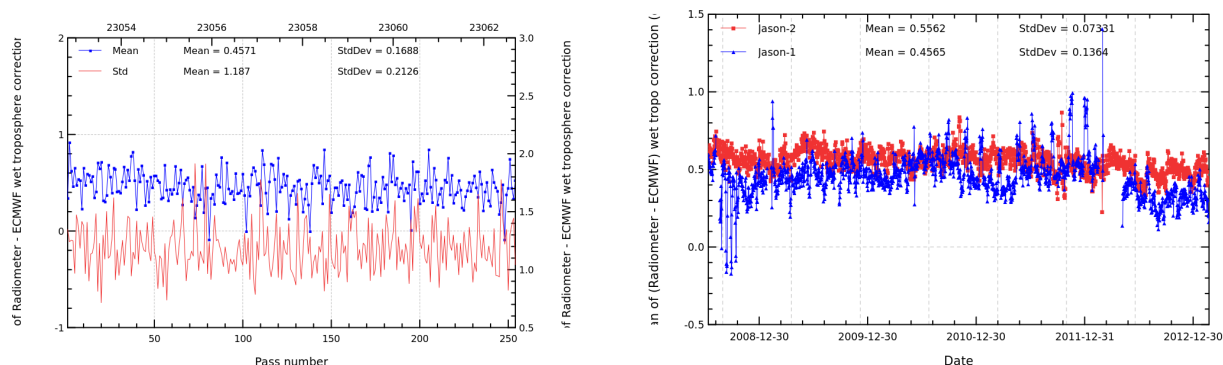 23054 23056 23058 23060 23062
2 3.0
Mean Mean = 0.4571 StdDev = 0.1688
Std Mean = 1.187 StdDev = 0.2126
2.5
1 2.0
1.5
0
1.0
-1 0.5
50 100 150 200 250
Pass number
of Radiometer - ECMWF wet troposphere correction
of Radiometer - ECMWF wet troposphere correction
1.5
Jason-2 Mean = 0.5562 StdDev = 0.07331
Jason-1 Mean = 0.4565 StdDev = 0.1364
1.0
0.5
0.0
-0.5
2008-12-30 2009-12-30 2010-12-30 2011-12-31 2012-12-30
Date
an of (Radiometer - ECMWF) wet tropo correction (